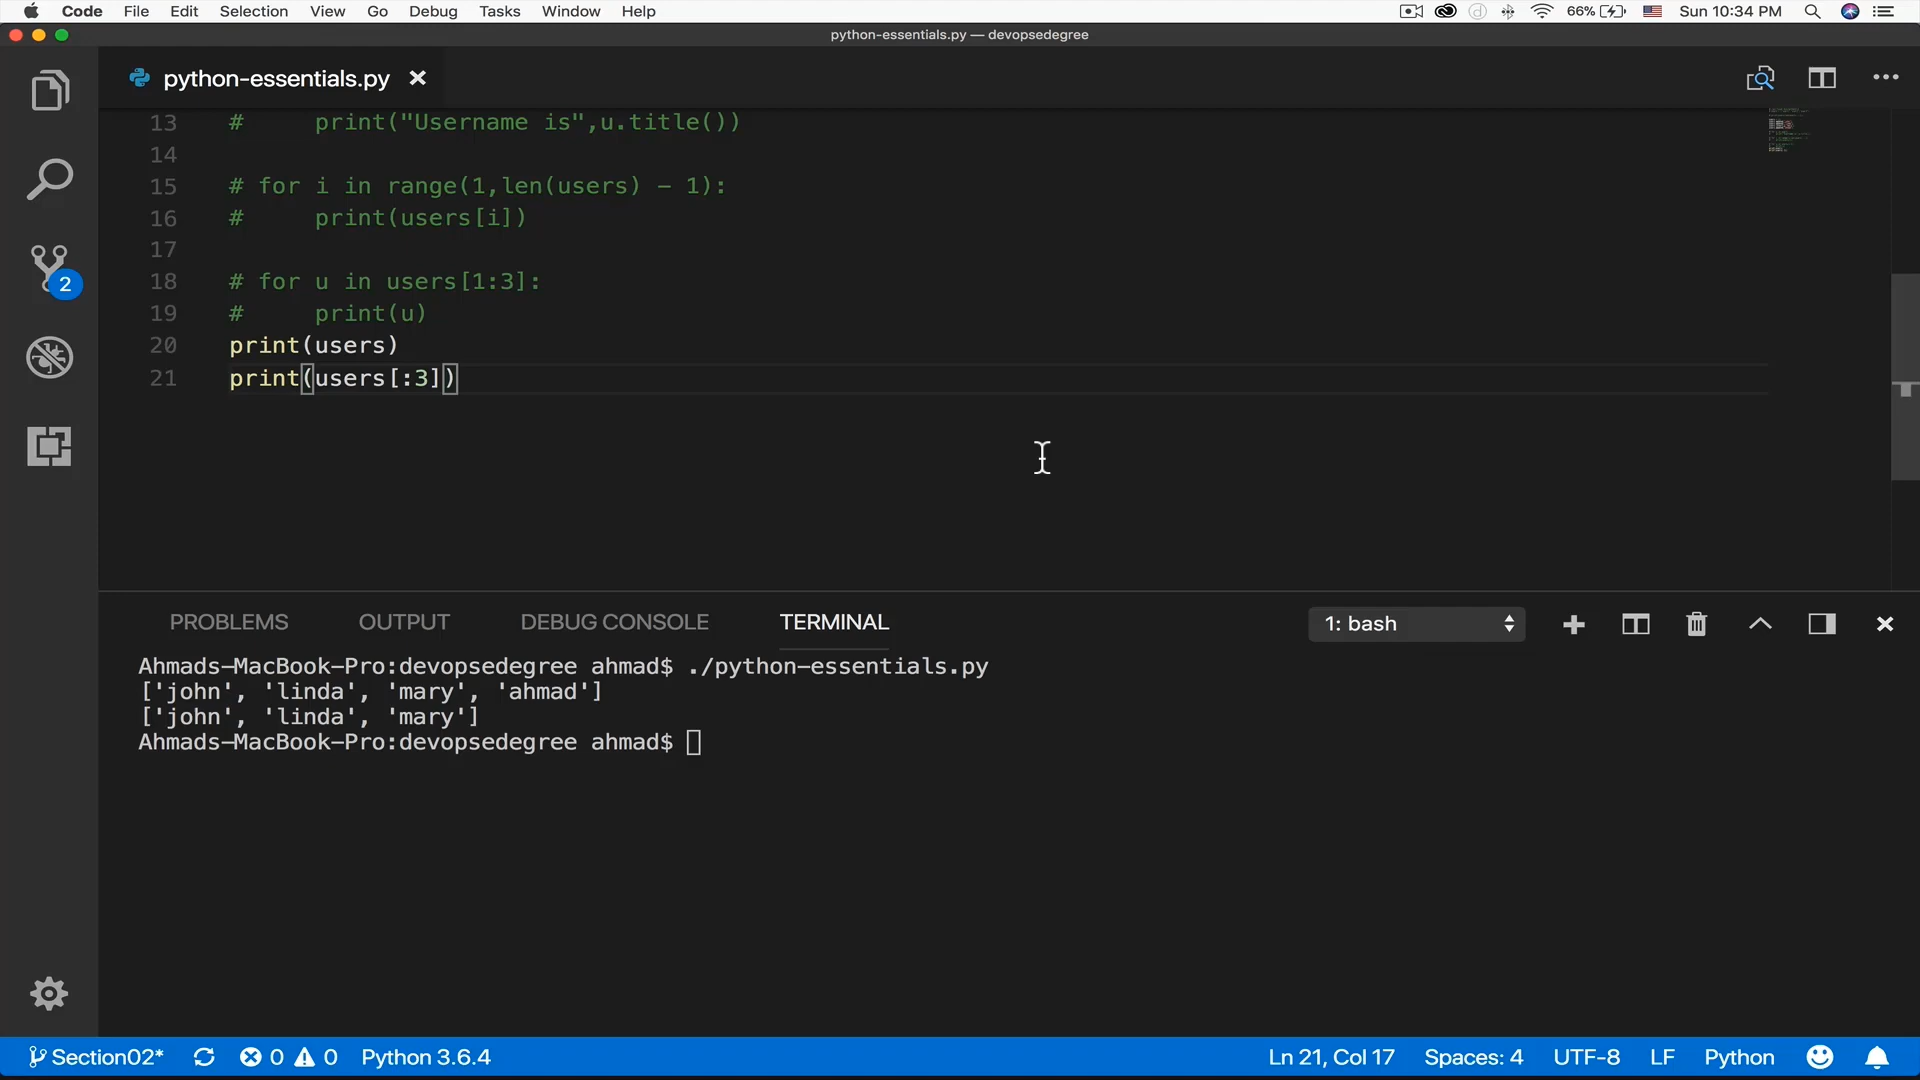 Code File Edit Selection View Go Debug Tasks Window Help 66% Sun 10:34 PM
python-essentials.py — devopsedegree
python-essentials.py
13 #     print("Username is",u.title())
14
15 # for i in range(1,len(users) - 1):
16 #     print(users[i])
17
18 # for u in users[1:3]:
19 #     print(u)
20 print(users)
21 print(users[:3])
2
PROBLEMS OUTPUT DEBUG CONSOLE TERMINAL 1: bash
Ahmads-MacBook-Pro:devopsedegree ahmad$ ./python-essentials.py
['john', 'linda', 'mary', 'ahmad']
['john', 'linda', 'mary']
Ahmads-MacBook-Pro:devopsedegree ahmad$
Section02* 0 0 Python 3.6.4 Ln 21, Col 17 Spaces: 4 UTF-8 LF Python